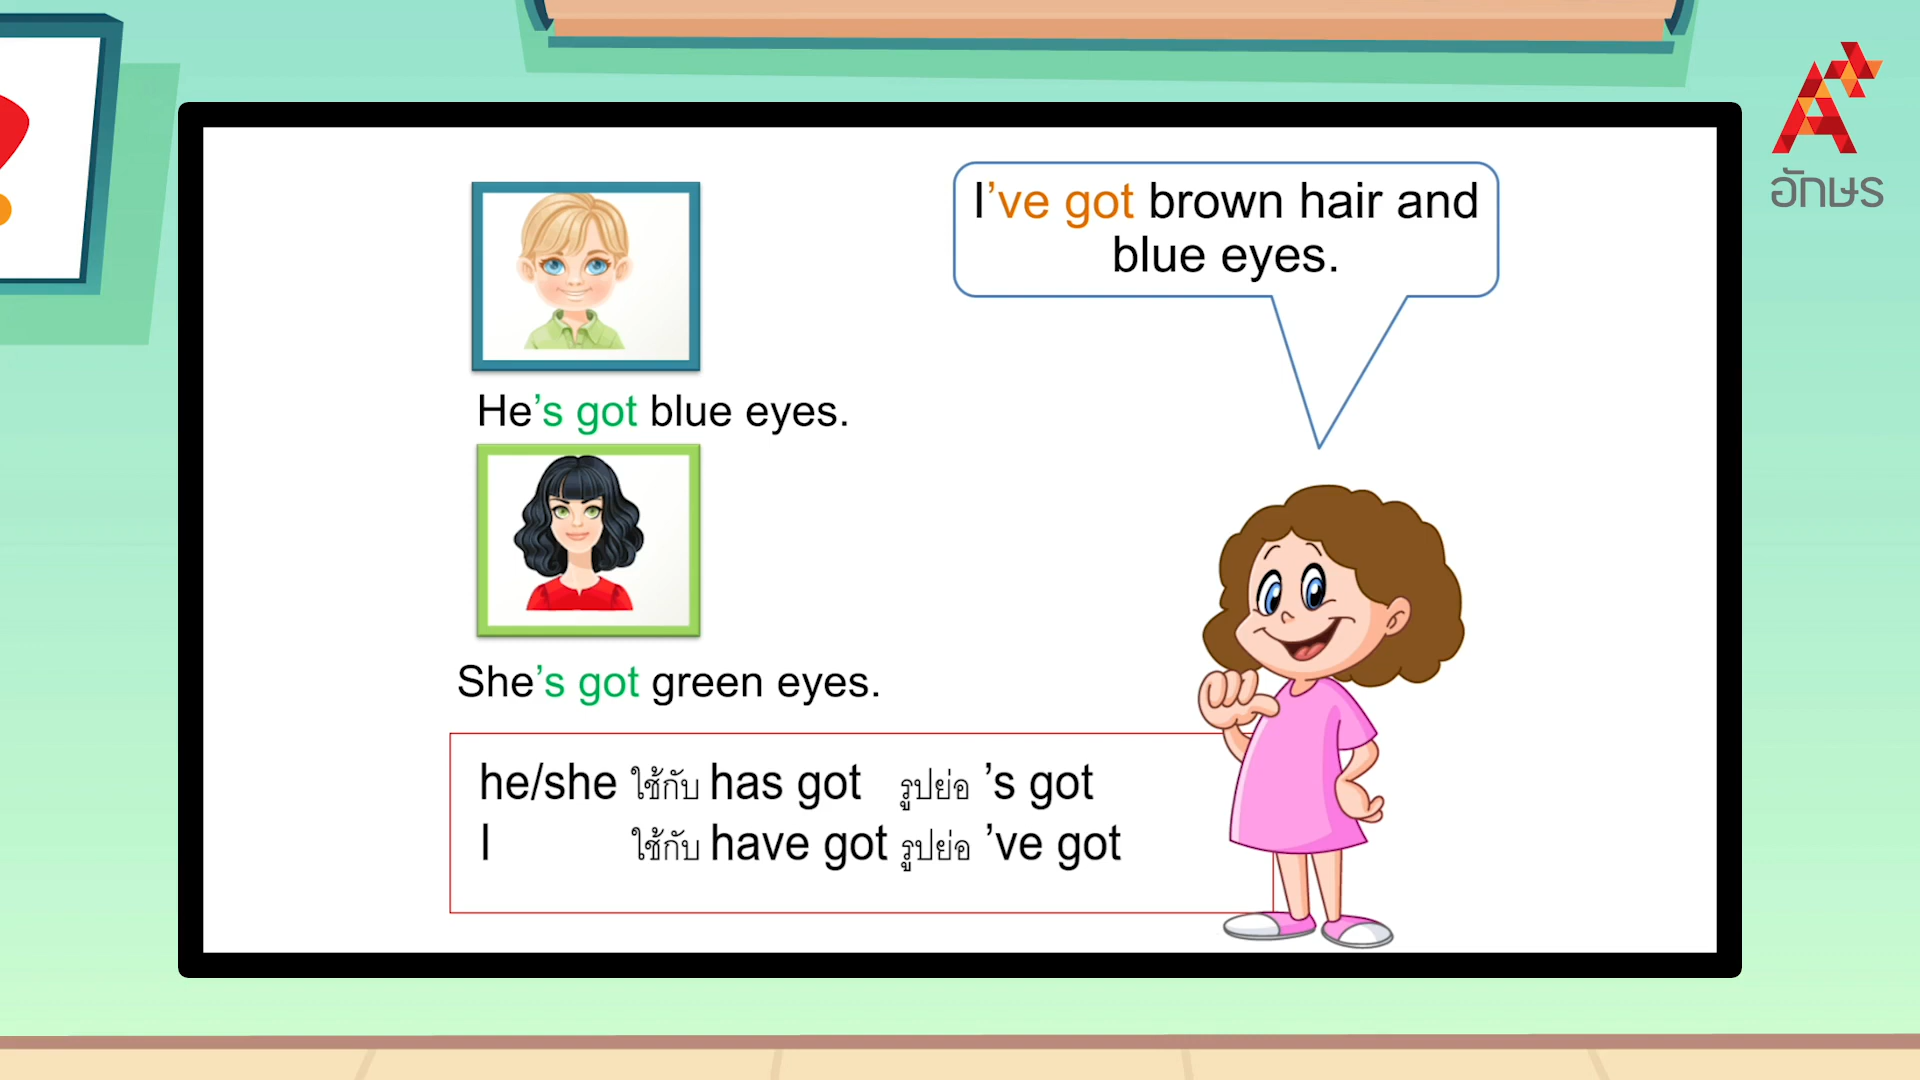 อักษร
I’ve got brown hair and
blue eyes.
He’s got blue eyes.
She’s got green eyes.
he/she ใช้กับ has got รูปย่อ ’s got
I ใช้กับ have got รูปย่อ ’ve got